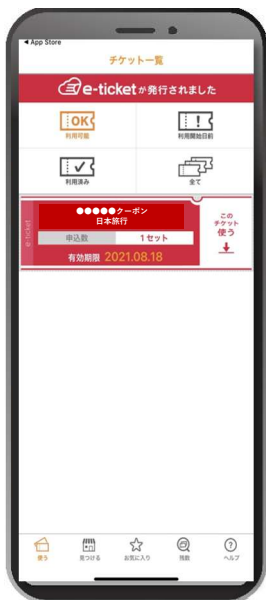 ◀ App Store
チケット一覧
e-ticketが発行されました
OK
利用可能
!
利用開始日前
利用済み
全て
e-ticket
●●●●●クーポン
日本旅行
申込数
1セット
有効期限 2021.08.18
この
チケット
使う
使う
見つける
お気に入り
残数
?
ヘルプ